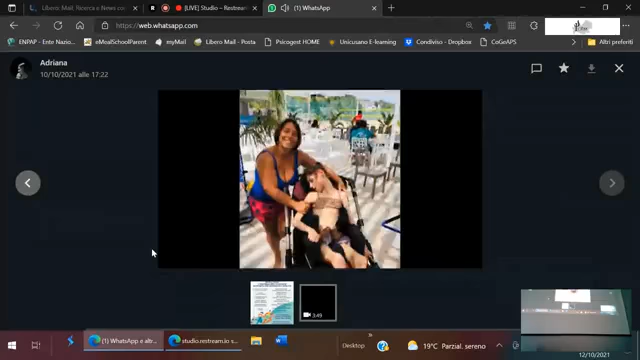 Libero Mail: Ricerca e News co
[LIVE] Studio – Restream
(1) WhatsApp
https://web.whatsapp.com
ENPAP - Ente Nazio...
eMealSchoolParent
myMail
Libero Mail - Posta
Psicogest HOME
Unicusano E-learning
Condiviso - Dropbox
CoGeAPS
Altri preferiti
Adriana
10/10/2021 alle 17:22
3:49
(1) WhatsApp e altr...
studio.restream.io s...
Desktop
19°C Parzial. sereno
12/10/2021